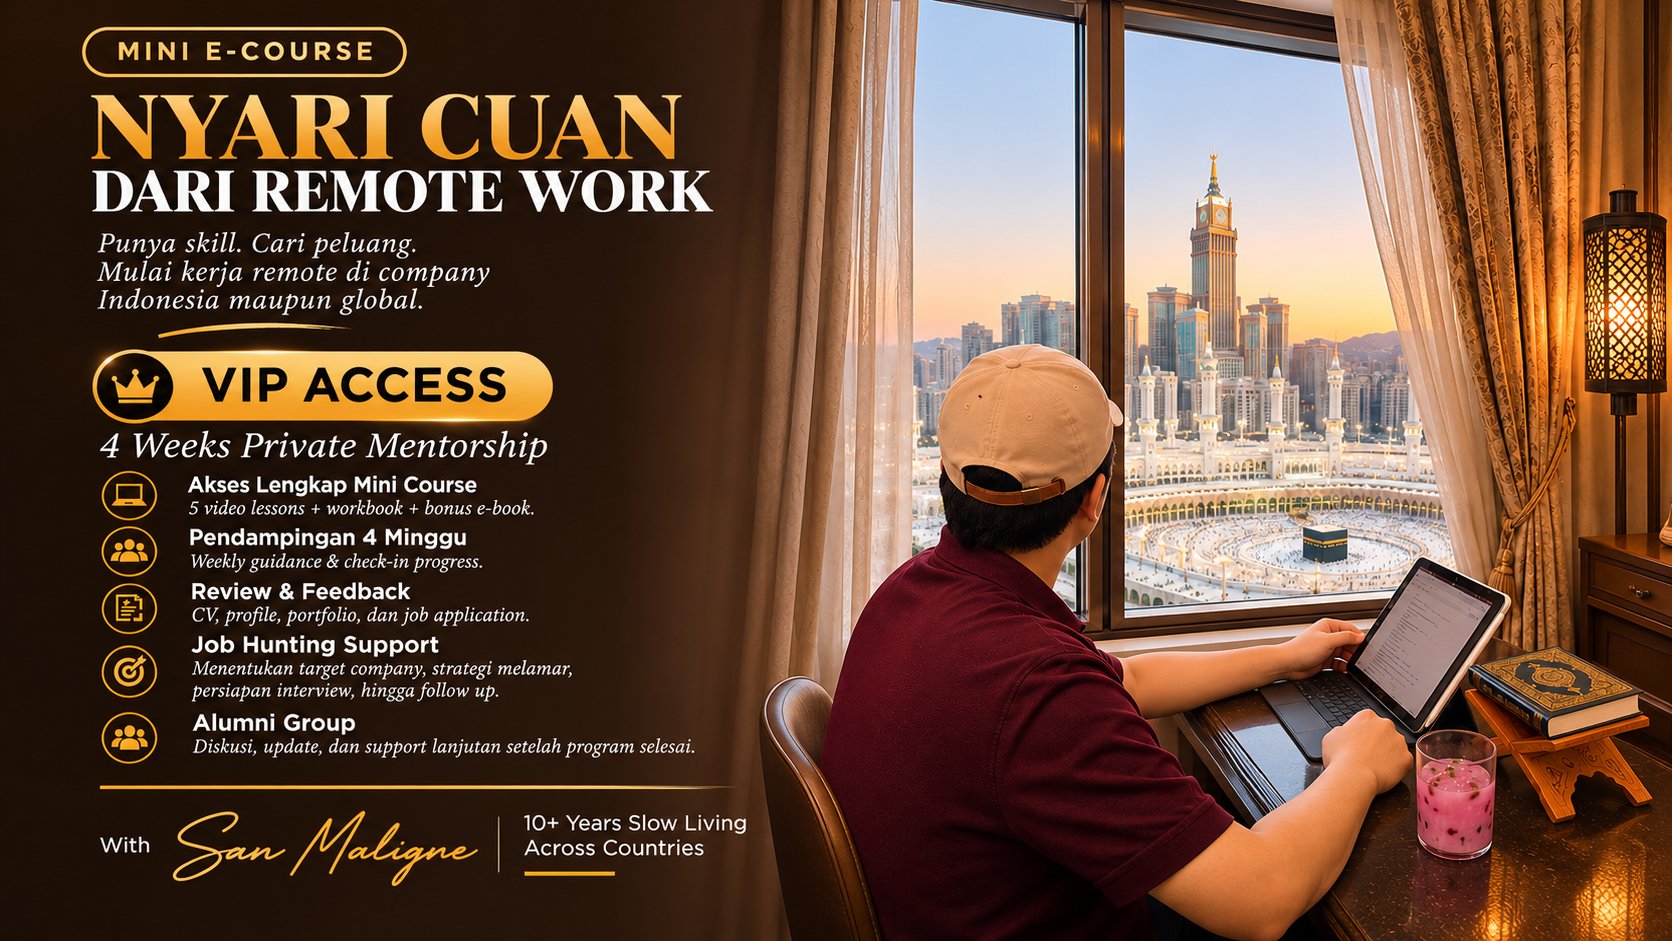 MINI E-COURSE
NYARI CUAN
DARI REMOTE WORK
Punya skill. Cari peluang.
Mulai kerja remote di company
Indonesia maupun global.
VIP ACCESS
4 Weeks Private Mentorship
Akses Lengkap Mini Course
5 video lessons + workbook + bonus e-book.
Pendampingan 4 Minggu
Weekly guidance & check-in progress.
Review & Feedback
CV, profile, portfolio, dan job application.
Job Hunting Support
Menentukan target company, strategi melamar,
persiapan interview, hingga follow up.
Alumni Group
Diskusi, update, dan support lanjutan setelah program selesai.
With San Maligne
10+ Years Slow Living
Across Countries